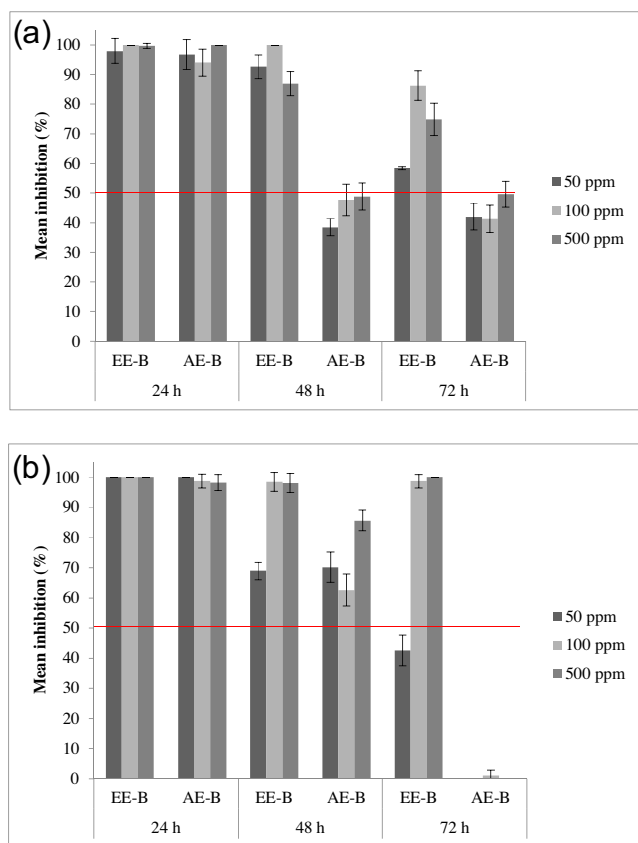 (a)
Mean inhibition (%)
100
90
80
70
60
50
40
30
20
10
0
EE-B AE-B EE-B AE-B EE-B AE-B
24 h 48 h 72 h
50 ppm
100 ppm
500 ppm
(b)
Mean inhibition (%)
100
90
80
70
60
50
40
30
20
10
0
EE-B AE-B EE-B AE-B EE-B AE-B
24 h 48 h 72 h
50 ppm
100 ppm
500 ppm